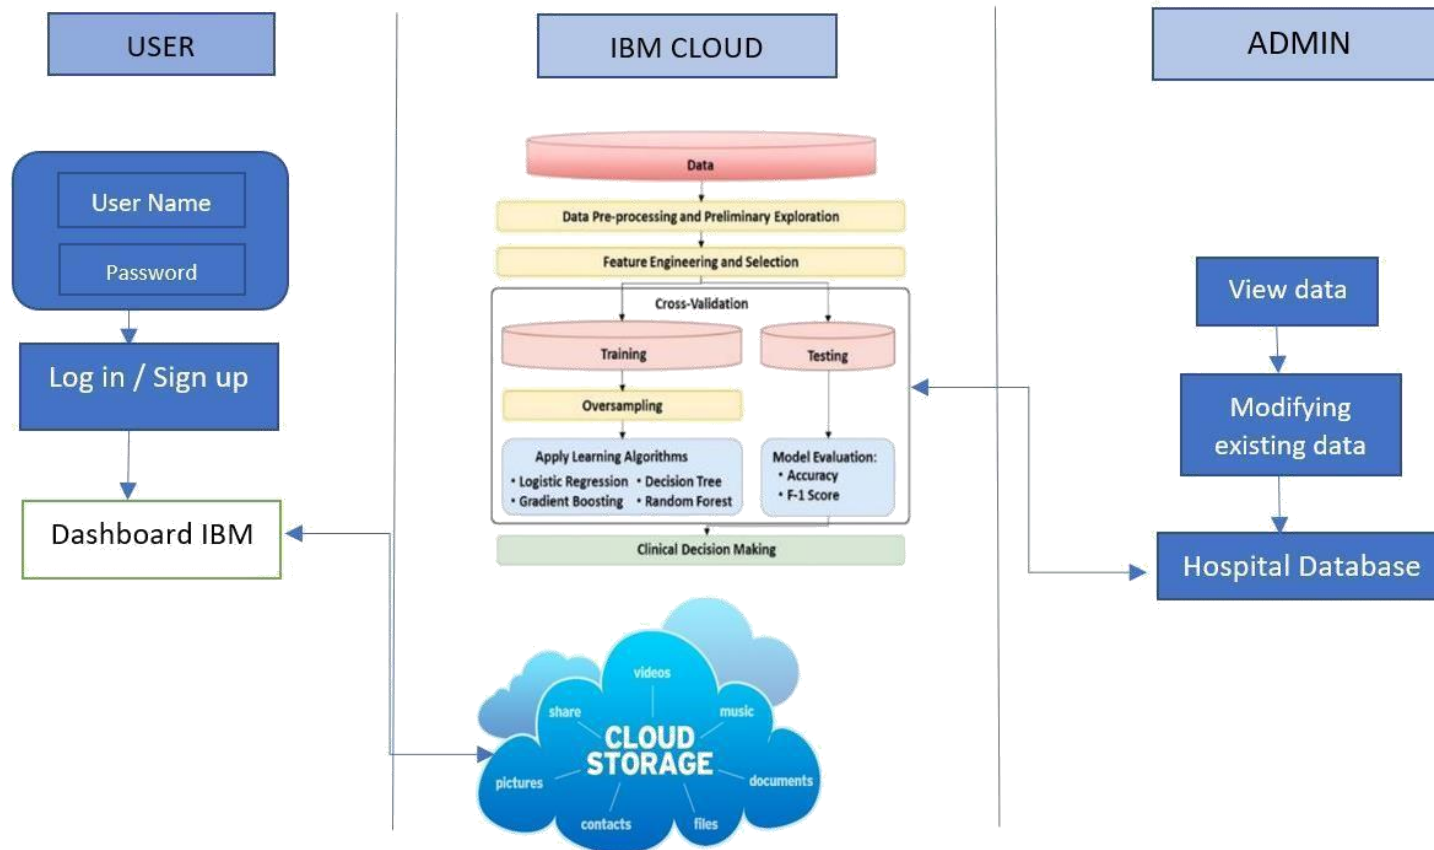 USER
User Name
Password
Log in / Sign up
Dashboard IBM
IBM CLOUD
Data
Data Pre-processing and Preliminary Exploration
Feature Engineering and Selection
Cross-Validation
Training
Testing
Oversampling
Apply Learning Algorithms
• Logistic Regression • Decision Tree
• Gradient Boosting • Random Forest
Model Evaluation:
• Accuracy
• F-1 Score
Clinical Decision Making
videos
share
music
CLOUD
STORAGE
pictures
documents
contacts
files
ADMIN
View data
Modifying
existing data
Hospital Database